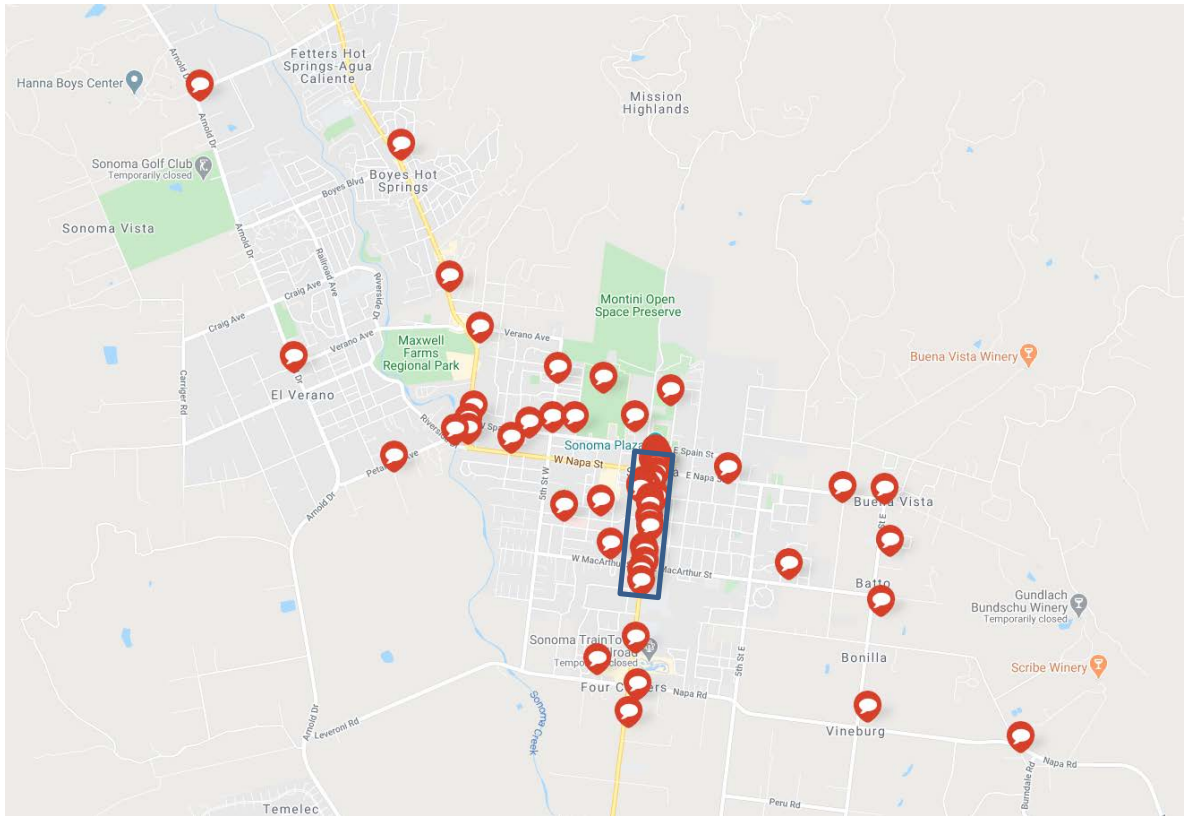 Fetters Hot
Springs-Agua
Caliente
Hanna Boys Center
Arnold Dr
Mission
Highlands
Sonoma Golf Club
Temporarily closed
Boyes Hot
Springs
Boyes Blvd
Sonoma Vista
Arnold Dr
Railroad Ave
Riverside Dr
Craig Ave
Montini Open
Space Preserve
Craig Ave
Verano Ave
Verano Ave
Maxwell
Farms
Regional Park
Buena Vista Winery
Carriger Rd
El Verano
Dr
W
Sonoma Plaza
E Spain St
W Napa St
E Napa
5th St W
Arnold Dr
Buena Vista
St E
W MacArthur
MacArthur St
Batto
Gundlach
Bundschu Winery
Temporarily closed
Sonoma
closed
5th St E
Bonilla
Scribe Winery
Four
Napa Rd
Sonoma Creek
Arnold Dr
Leveroni Rd
Vineburg
Napa Rd
Burndale Rd
Temelec
Peru Rd